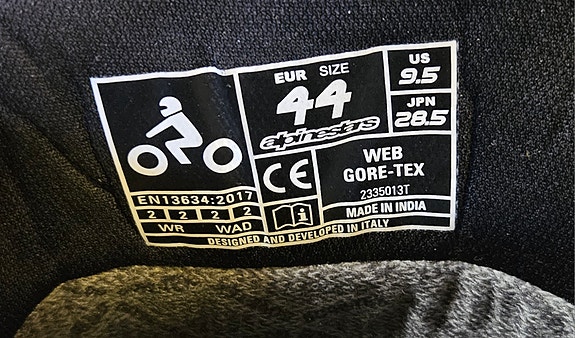 EUR SIZE
44
alpinestars
US
9.5
JPN
28.5
CE
WEB
GORE-TEX
2335013T
MADE IN INDIA
EN13634:2017
2 2 2 2
WR WAD
i
DESIGNED AND DEVELOPED IN ITALY